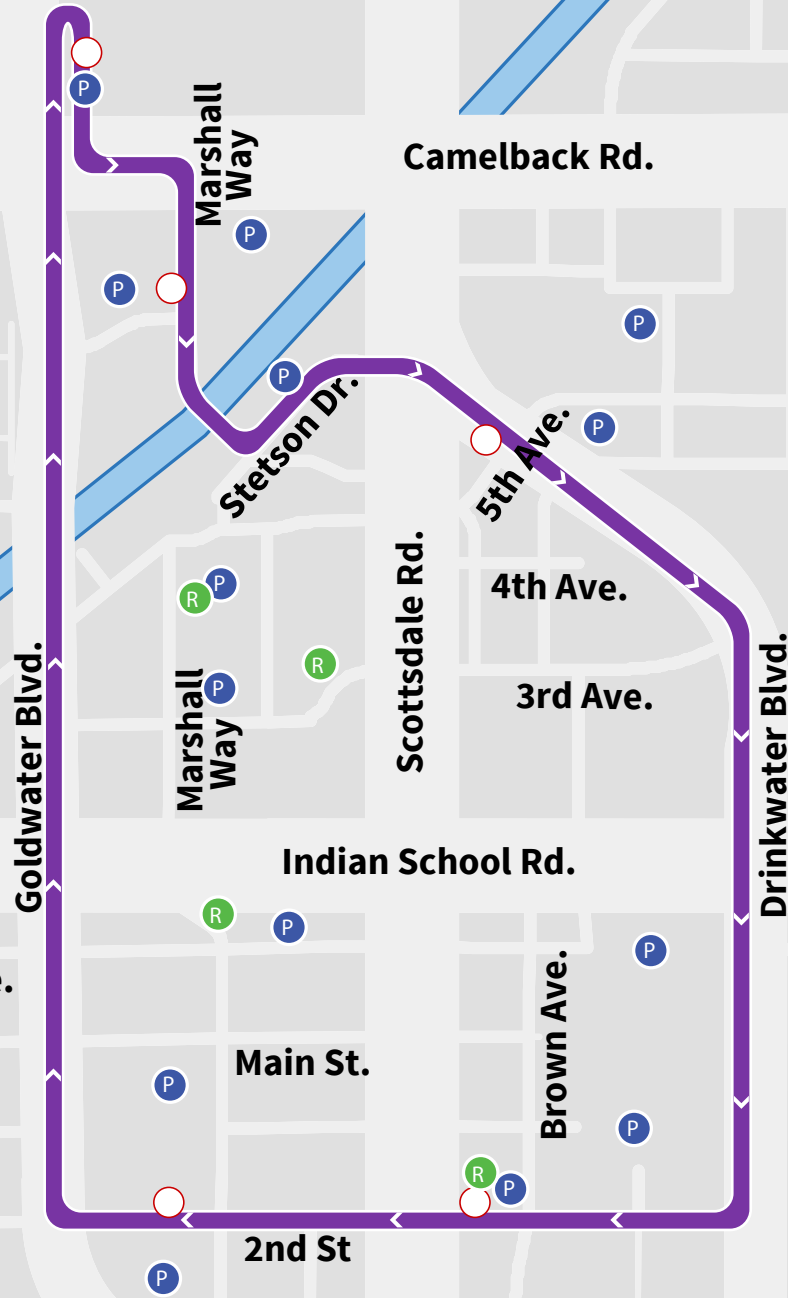 P
Marshall
Way
Camelback Rd.
P
P
P
P
Stetson Dr.
5th Ave.
P
4th Ave.
P
R
R
Scottsdale Rd.
3rd Ave.
P
Marshall
Way
Goldwater Blvd.
Drinkwater Blvd.
Indian School Rd.
R
P
P
e.
Brown Ave.
Main St.
P
P
R
P
2nd St
P